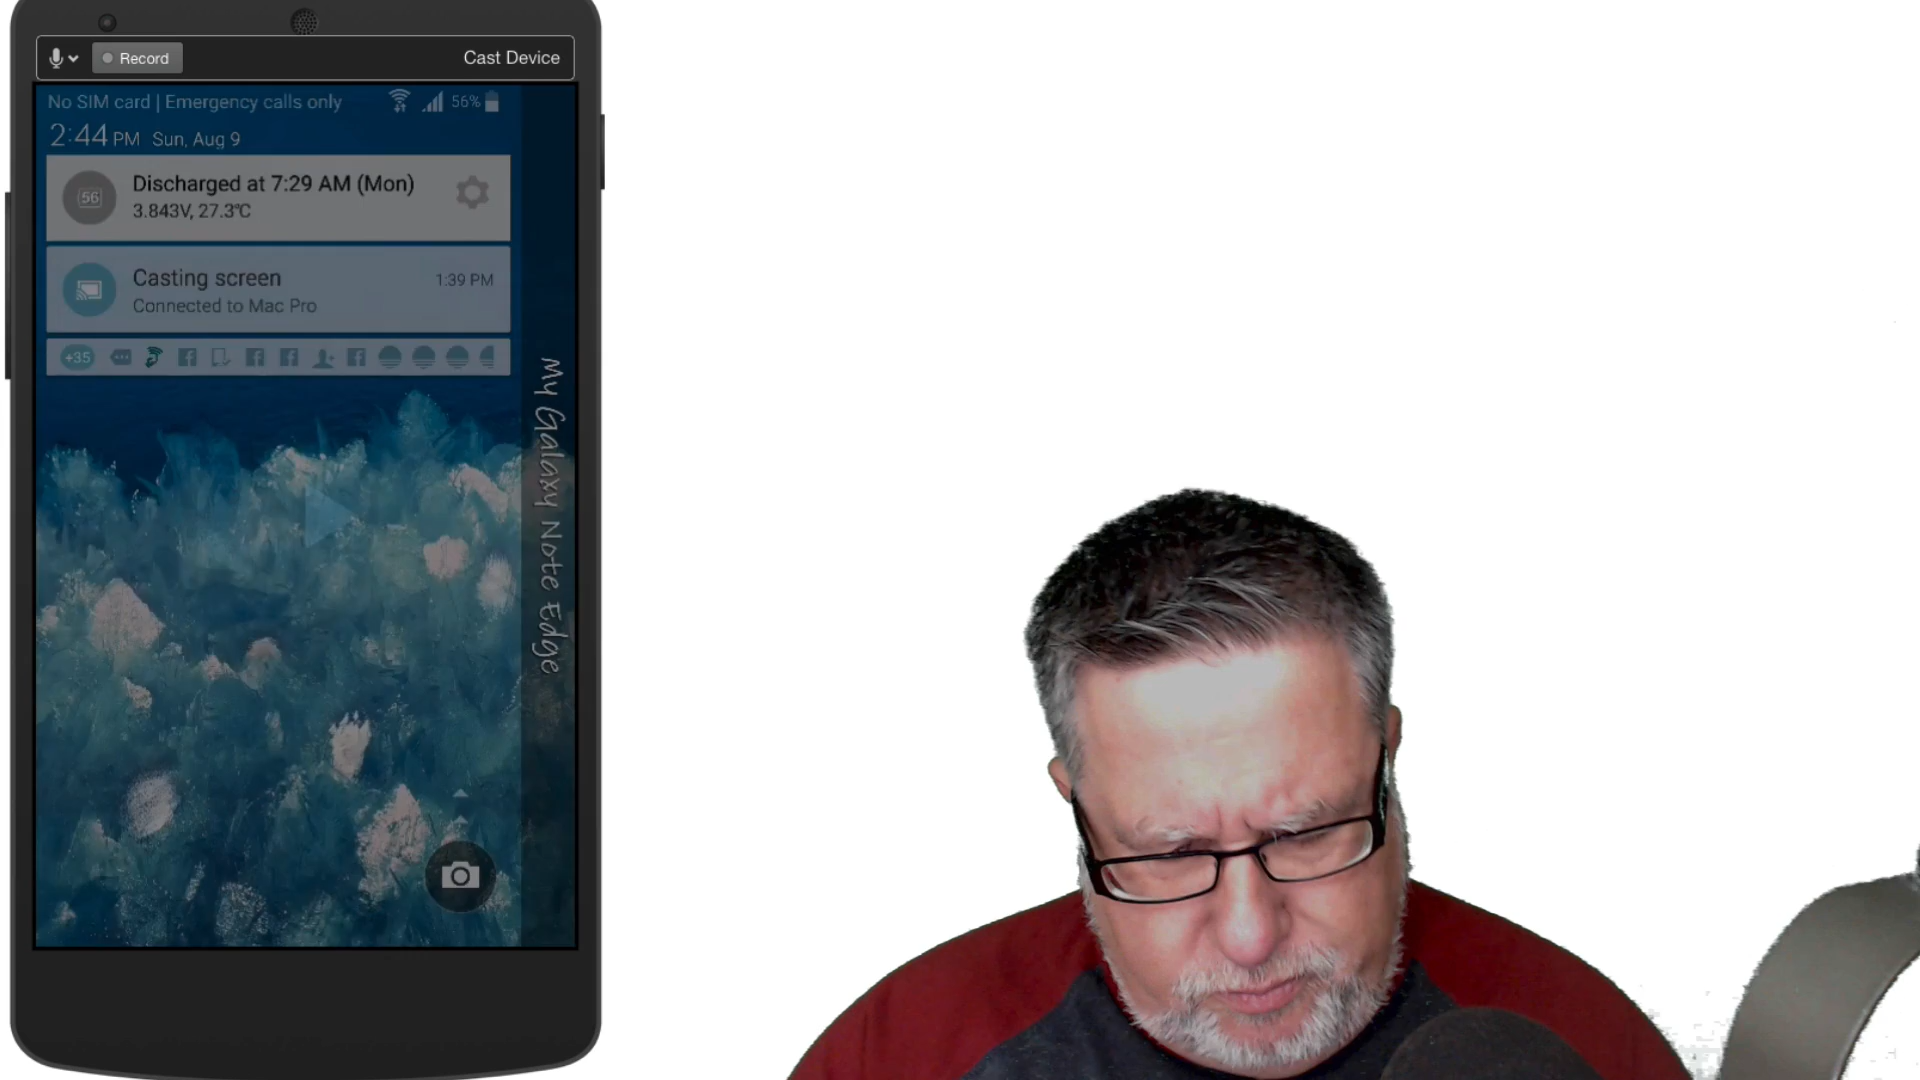 Record
Cast Device
No SIM card | Emergency calls only
56%
2:44 PM Sun, Aug 9
56
Discharged at 7:29 AM (Mon)
3.843V, 27.3℃
Casting screen
1:39 PM
Connected to Mac Pro
+35
My Galaxy Note Edge